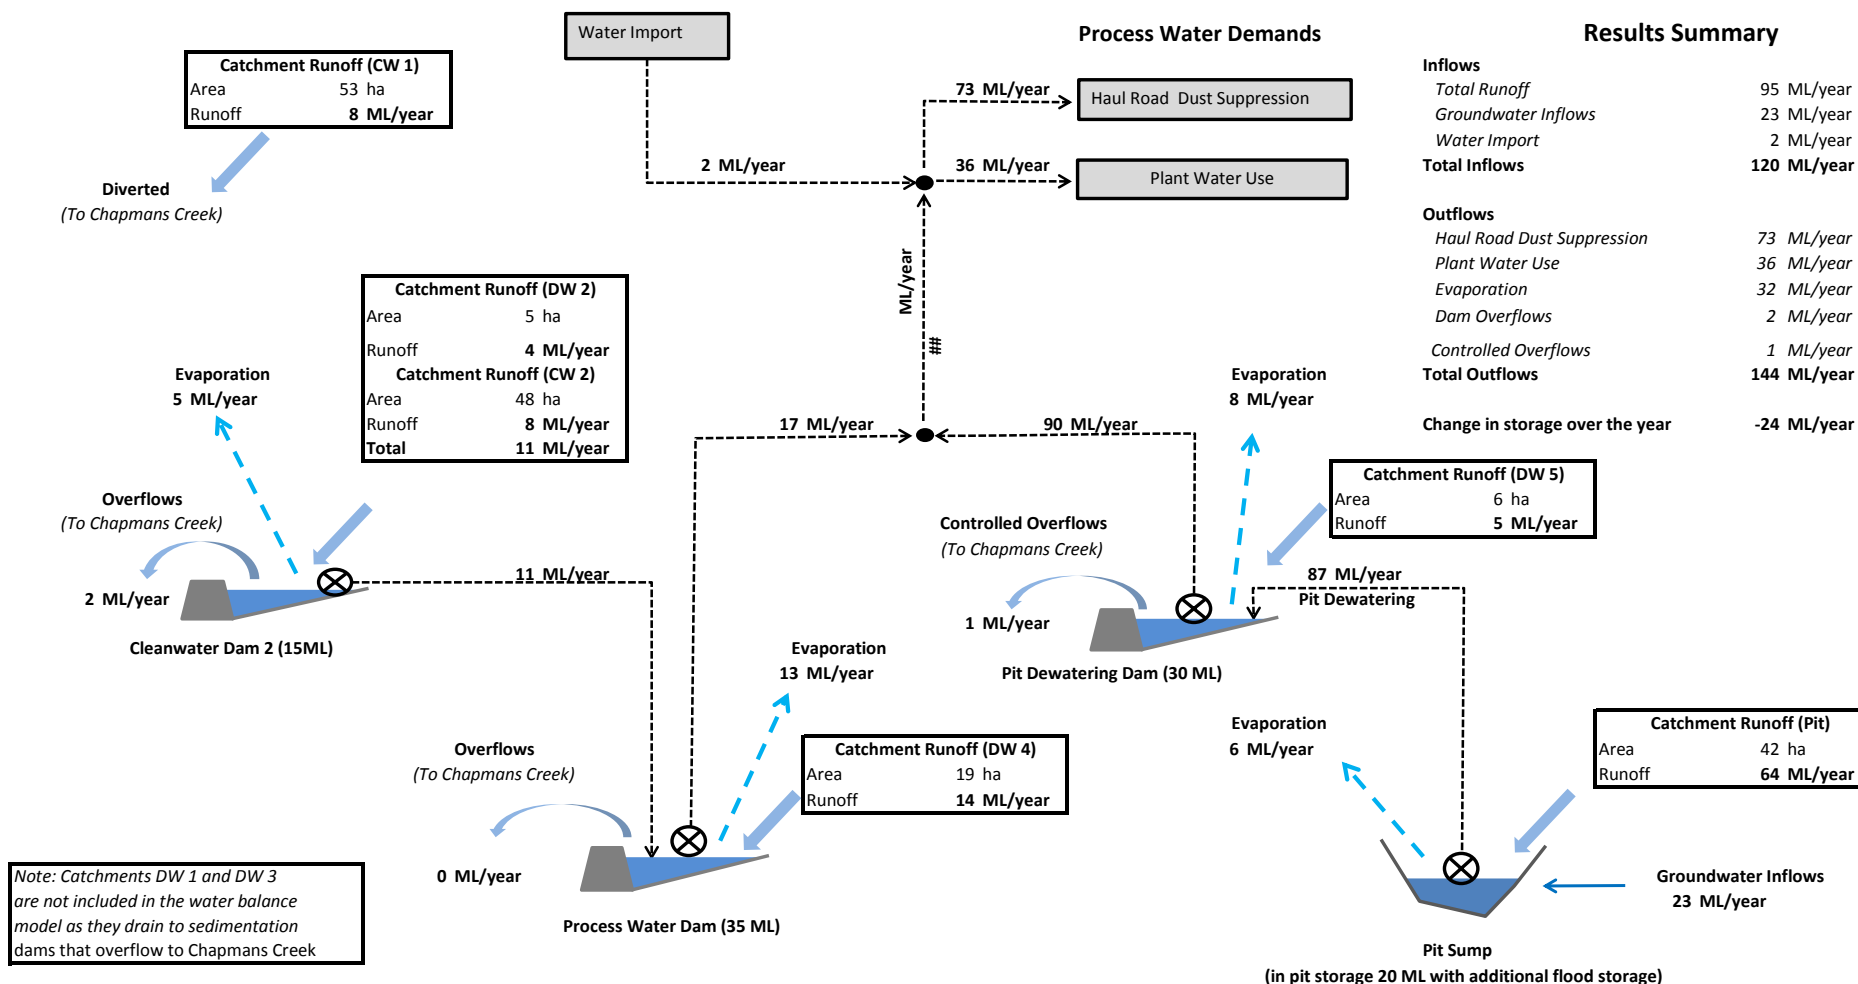 Water Import
Process Water Demands
Results Summary
Catchment Runoff (CW 1)
Area 53 ha
Runoff 8 ML/year
Diverted
(To Chapmans Creek)
2 ML/year
73 ML/year
Haul Road Dust Suppression
36 ML/year
Plant Water Use
Inflows
Total Runoff 95 ML/year
Groundwater Inflows 23 ML/year
Water Import 2 ML/year
Total Inflows 120 ML/year
Outflows
Haul Road Dust Suppression 73 ML/year
Plant Water Use 36 ML/year
Evaporation 32 ML/year
Dam Overflows 2 ML/year
Controlled Overflows 1 ML/year
Total Outflows 144 ML/year
Change in storage over the year -24 ML/year
Catchment Runoff (DW 2)
Area 5 ha
Runoff 4 ML/year
Catchment Runoff (CW 2)
Area 48 ha
Runoff 8 ML/year
Total 11 ML/year
## ML/year
Evaporation
5 ML/year
17 ML/year
90 ML/year
Evaporation
8 ML/year
Catchment Runoff (DW 5)
Area 6 ha
Runoff 5 ML/year
Overflows
(To Chapmans Creek)
2 ML/year
11 ML/year
Cleanwater Dam 2 (15ML)
Controlled Overflows
(To Chapmans Creek)
1 ML/year
87 ML/year
Pit Dewatering
Pit Dewatering Dam (30 ML)
Evaporation
13 ML/year
Overflows
(To Chapmans Creek)
0 ML/year
Catchment Runoff (DW 4)
Area 19 ha
Runoff 14 ML/year
Process Water Dam (35 ML)
Evaporation
6 ML/year
Catchment Runoff (Pit)
Area 42 ha
Runoff 64 ML/year
Groundwater Inflows
23 ML/year
Pit Sump
(in pit storage 20 ML with additional flood storage)
Note: Catchments DW 1 and DW 3
are not included in the water balance
model as they drain to sedimentation
dams that overflow to Chapmans Creek